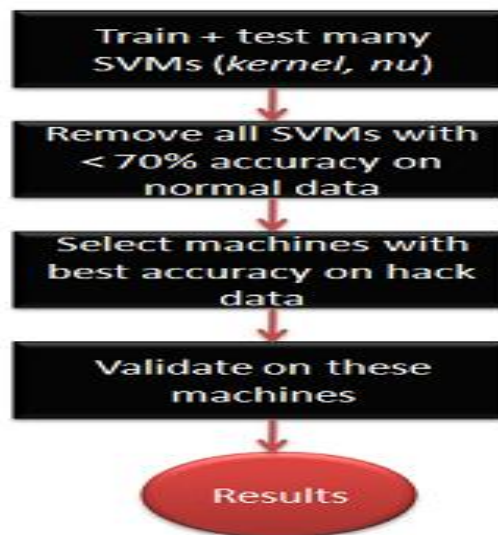 Train + test many
SVMs (kernel, nu)
Remove all SVMs with
< 70% accuracy on
normal data
Select machines with
best accuracy on hack
data
Validate on these
machines
Results